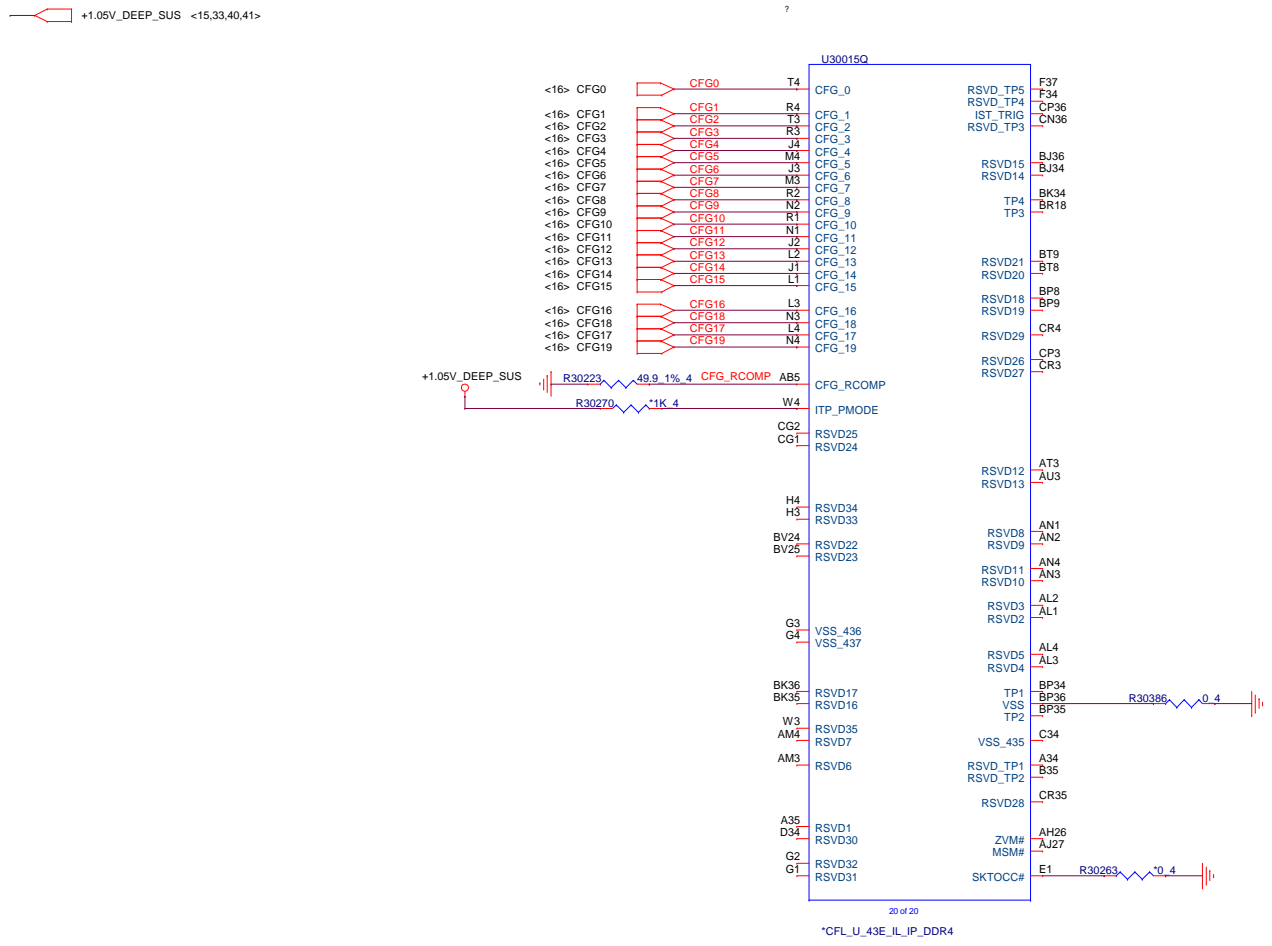 +1.05V_DEEP_SUS <15,33,40,41>
?
U30015Q
<16> CFG0 CFG0 T4 CFG_0
<16> CFG1 CFG1 R4 CFG_1
<16> CFG2 CFG2 T3 CFG_2
<16> CFG3 CFG3 R3 CFG_3
<16> CFG4 CFG4 J4 CFG_4
<16> CFG5 CFG5 M4 CFG_5
<16> CFG6 CFG6 J3 CFG_6
<16> CFG7 CFG7 M3 CFG_7
<16> CFG8 CFG8 R2 CFG_8
<16> CFG9 CFG9 N2 CFG_9
<16> CFG10 CFG10 R1 CFG_10
<16> CFG11 CFG11 N1 CFG_11
<16> CFG12 CFG12 J2 CFG_12
<16> CFG13 CFG13 L2 CFG_13
<16> CFG14 CFG14 J1 CFG_14
<16> CFG15 CFG15 L1 CFG_15
<16> CFG16 CFG16 L3 CFG_16
<16> CFG18 CFG18 N3 CFG_18
<16> CFG17 CFG17 L4 CFG_17
<16> CFG19 CFG19 N4 CFG_19
+1.05V_DEEP_SUS
R30223 49.9_1%_4 CFG_RCOMP AB5 CFG_RCOMP
R30270 *1K_4 W4 ITP_PMODE
CG2 RSVD25
CG1 RSVD24
H4 RSVD34
H3 RSVD33
BV24 RSVD22
BV25 RSVD23
G3 VSS_436
G4 VSS_437
BK36 RSVD17
BK35 RSVD16
W3 RSVD35
AM4 RSVD7
AM3 RSVD6
A35 RSVD1
D34 RSVD30
G2 RSVD32
G1 RSVD31
RSVD_TP5 F37
RSVD_TP4 F34
IST_TRIG CP36
RSVD_TP3 CN36
RSVD15 BJ36
RSVD14 BJ34
TP4 BK34
TP3 BR18
RSVD21 BT9
RSVD20 BT8
RSVD18 BP8
RSVD19 BP9
RSVD29 CR4
RSVD26 CP3
RSVD27 CR3
RSVD12 AT3
RSVD13 AU3
RSVD8 AN1
RSVD9 AN2
RSVD11 AN4
RSVD10 AN3
RSVD3 AL2
RSVD2 AL1
RSVD5 AL4
RSVD4 AL3
TP1 BP34
VSS BP36 R30386 0_4
TP2 BP35
VSS_435 C34
RSVD_TP1 A34
RSVD_TP2 B35
RSVD28 CR35
ZVM# AH26
MSM# AJ27
SKTOCC# E1 R30263 *0_4
20 of 20
*CFL_U_43E_IL_IP_DDR4